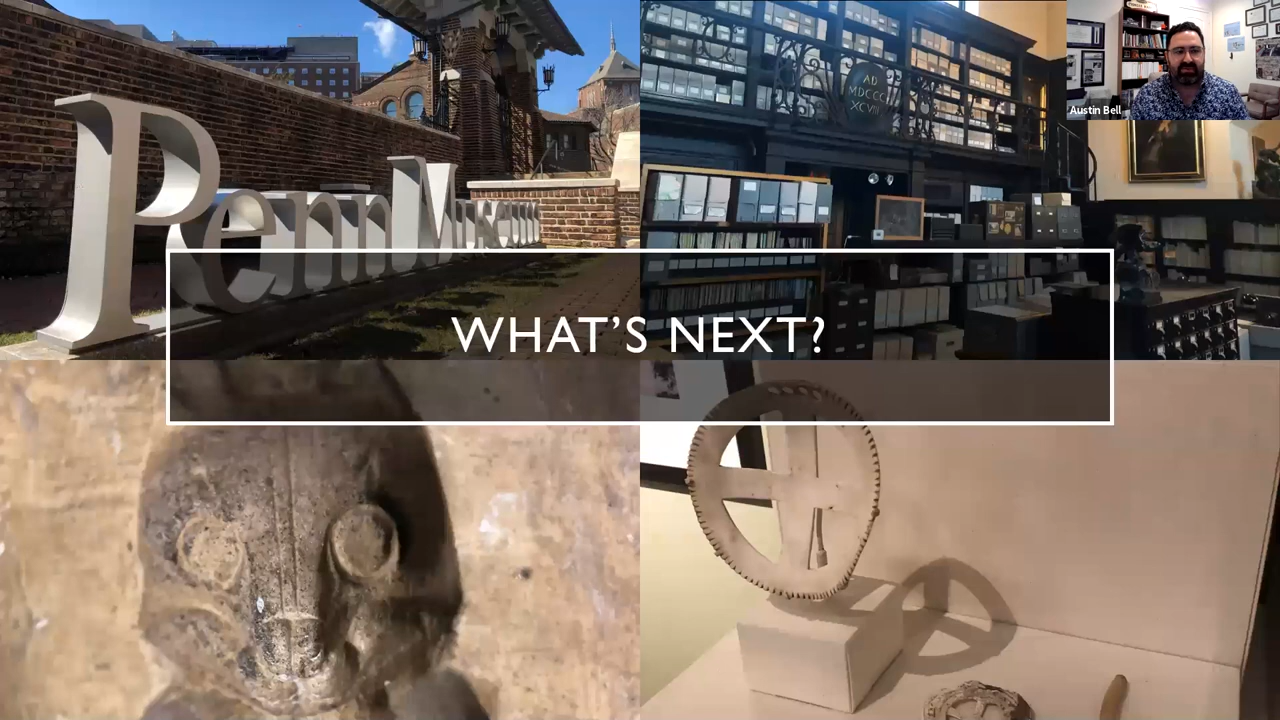 Penn Museum
AD
MDCCC
XCVIII
Austin Bell
WHAT’S NEXT?